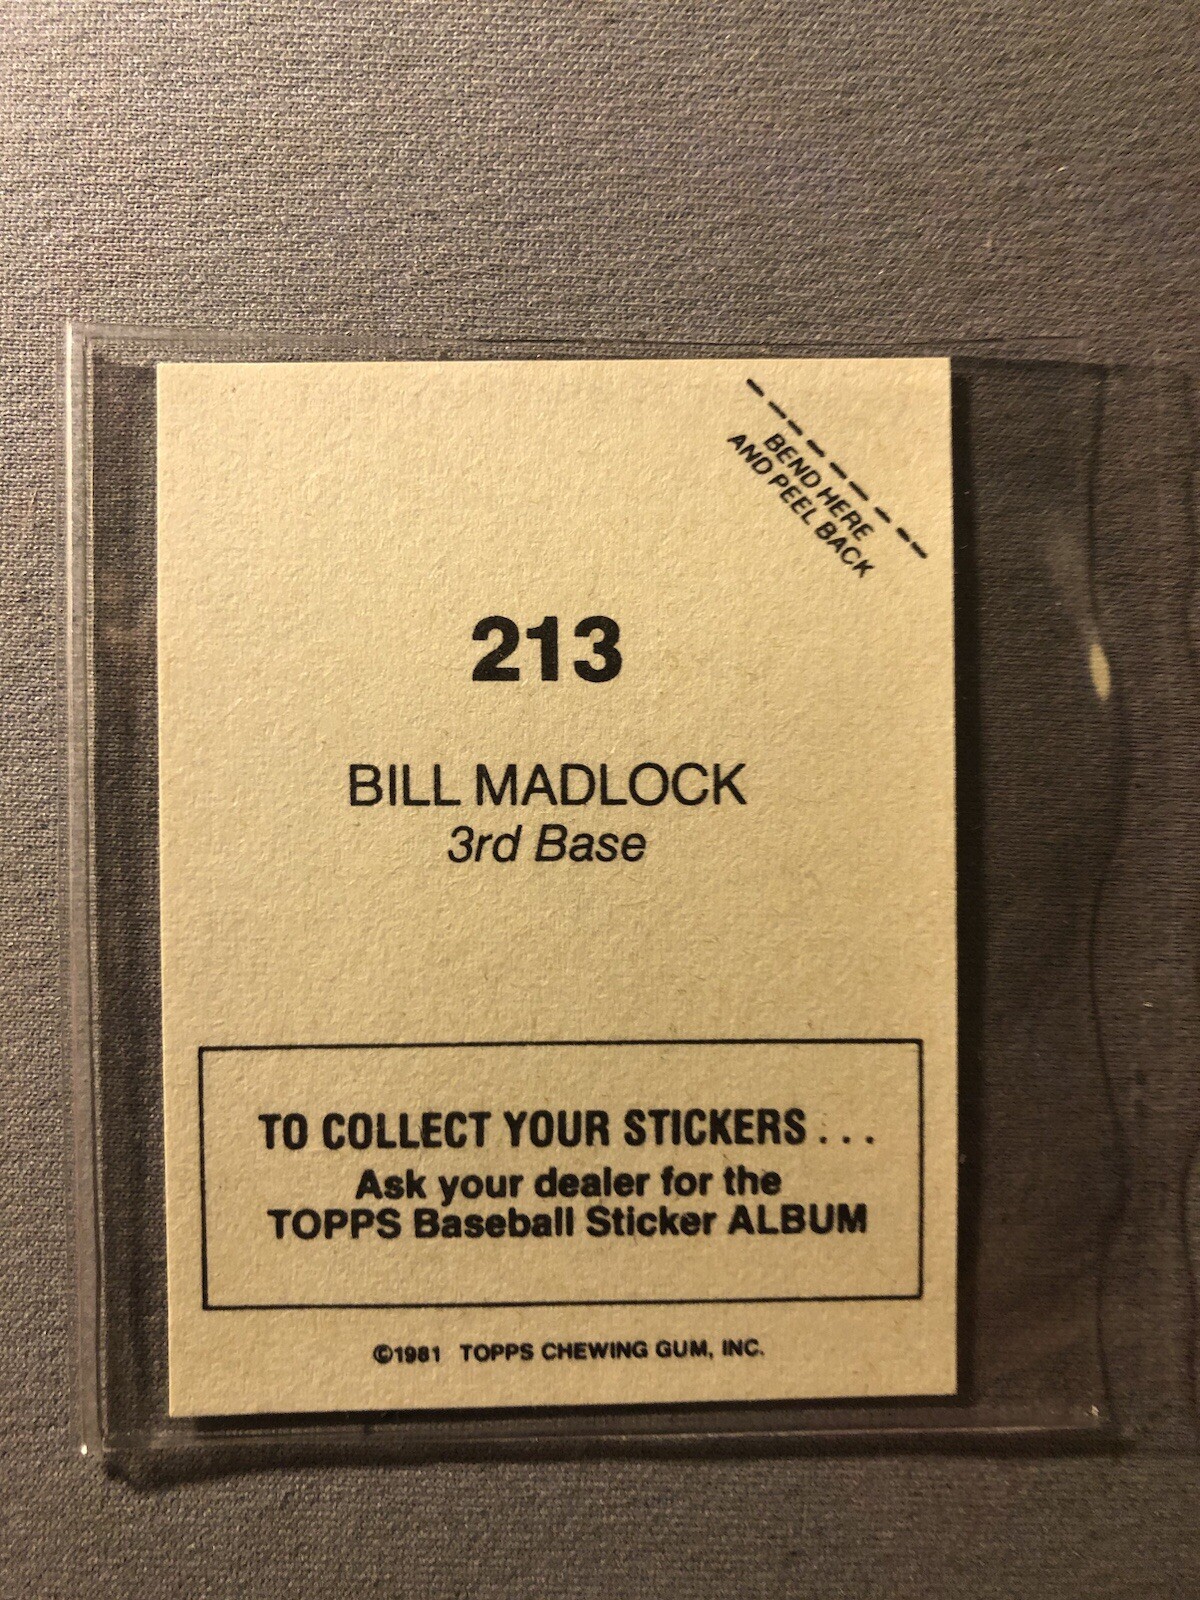 BEND HERE
AND PEEL BACK
213
BILL MADLOCK
3rd Base
TO COLLECT YOUR STICKERS . . .
Ask your dealer for the
TOPPS Baseball Sticker ALBUM
©1981 TOPPS CHEWING GUM, INC.